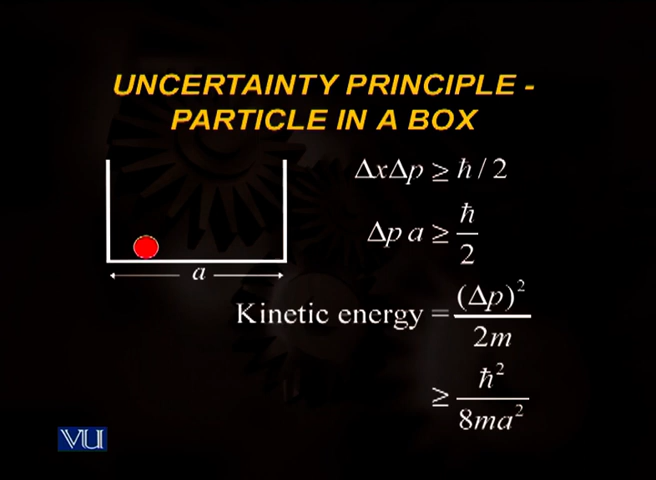 UNCERTAINTY PRINCIPLE -
PARTICLE IN A BOX
ΔxΔp ≥ ħ / 2
Δp a ≥ ħ/2
a
Kinetic energy = (Δp)²/2m
≥ ħ²/8ma²
VU